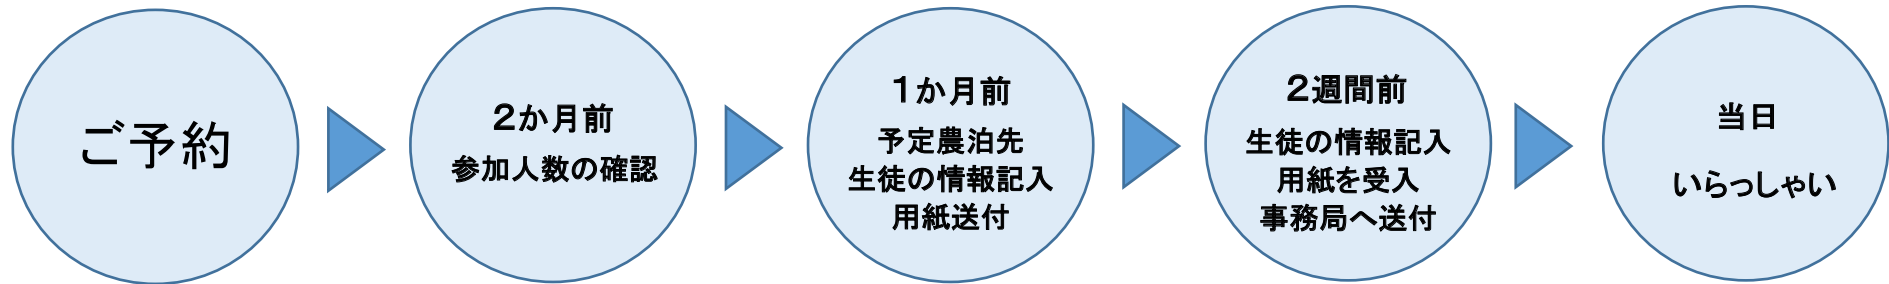 ご予約
2か月前
参加人数の確認
1か月前
予定農泊先
生徒の情報記入
用紙送付
2週間前
生徒の情報記入
用紙を受入
事務局へ送付
当日
いらっしゃい